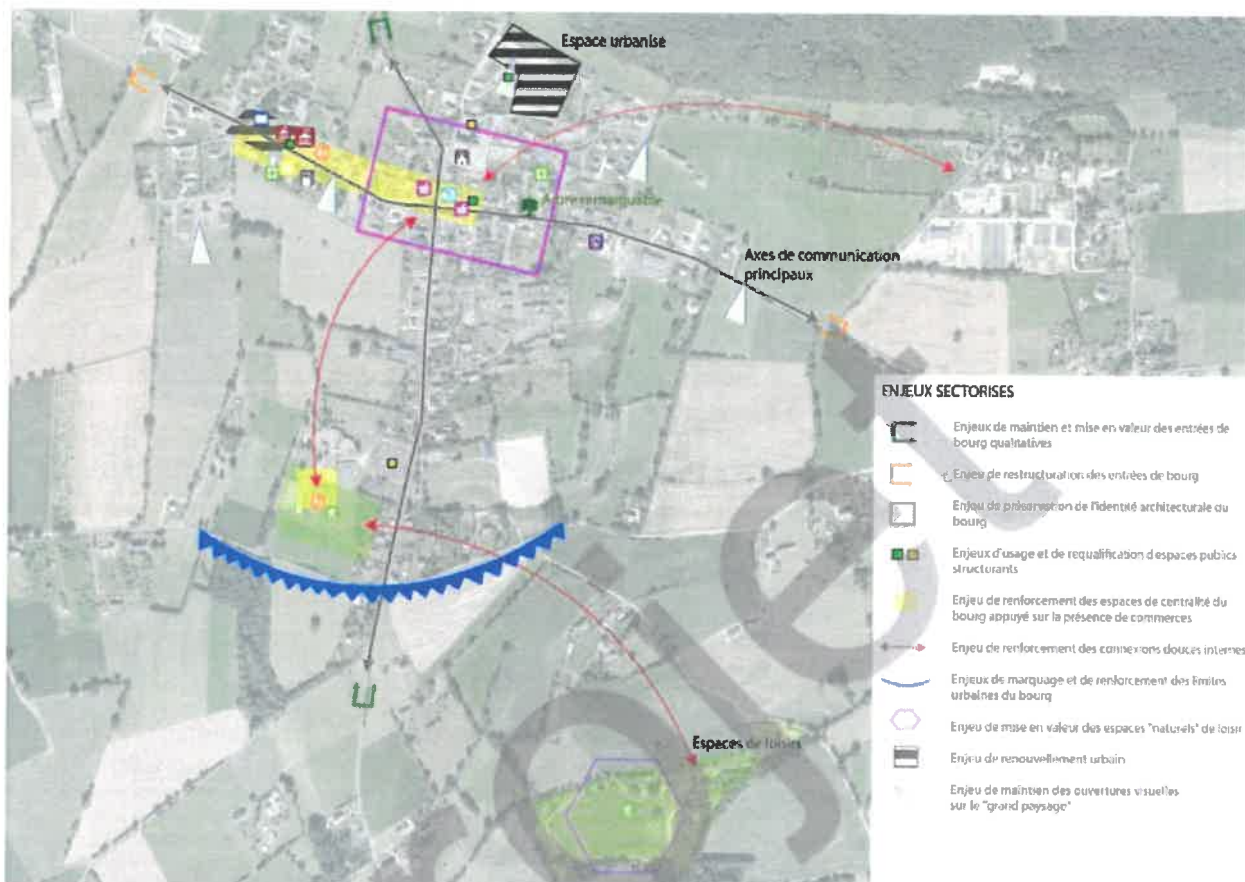 Espace urbanisé
Arbre remarquable
Axes de communication
principaux
Espaces de loisirs
ENJEUX SECTORISES
Enjeux de maintien et mise en valeur des entrées de
bourg qualitatives
Enjeu de restructuration des entrées de bourg
Enjeu de préservation de l'identité architecturale du
bourg
Enjeux d'usage et de requalification d'espaces publics
structurants
Enjeu de renforcement des espaces de centralité du
bourg appuyé sur la présence de commerces
Enjeu de renforcement des connexions douces internes
Enjeux de marquage et de renforcement des limites
urbaines du bourg
Enjeu de mise en valeur des espaces "naturels" de loisir
Enjeu de renouvellement urbain
Enjeu de maintien des ouvertures visuelles
sur le "grand paysage"